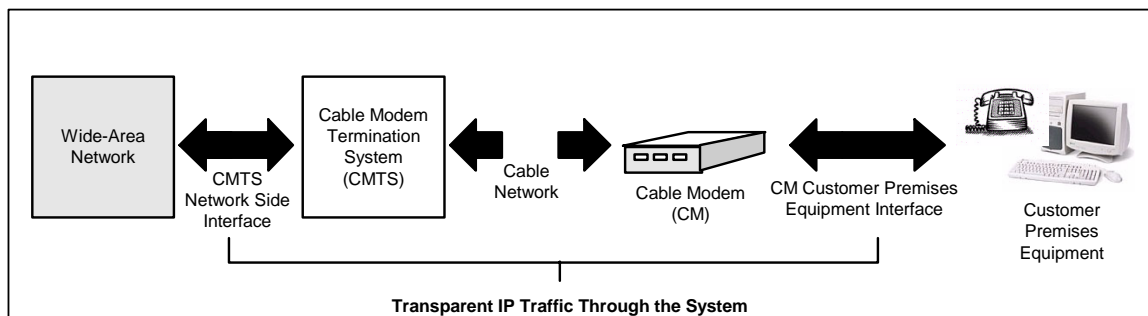 Wide-Area
Network
CMTS
Network Side
Interface
Cable Modem
Termination
System
(CMTS)
Cable
Network
Cable Modem
(CM)
CM Customer Premises
Equipment Interface
Customer
Premises
Equipment
Transparent IP Traffic Through the System